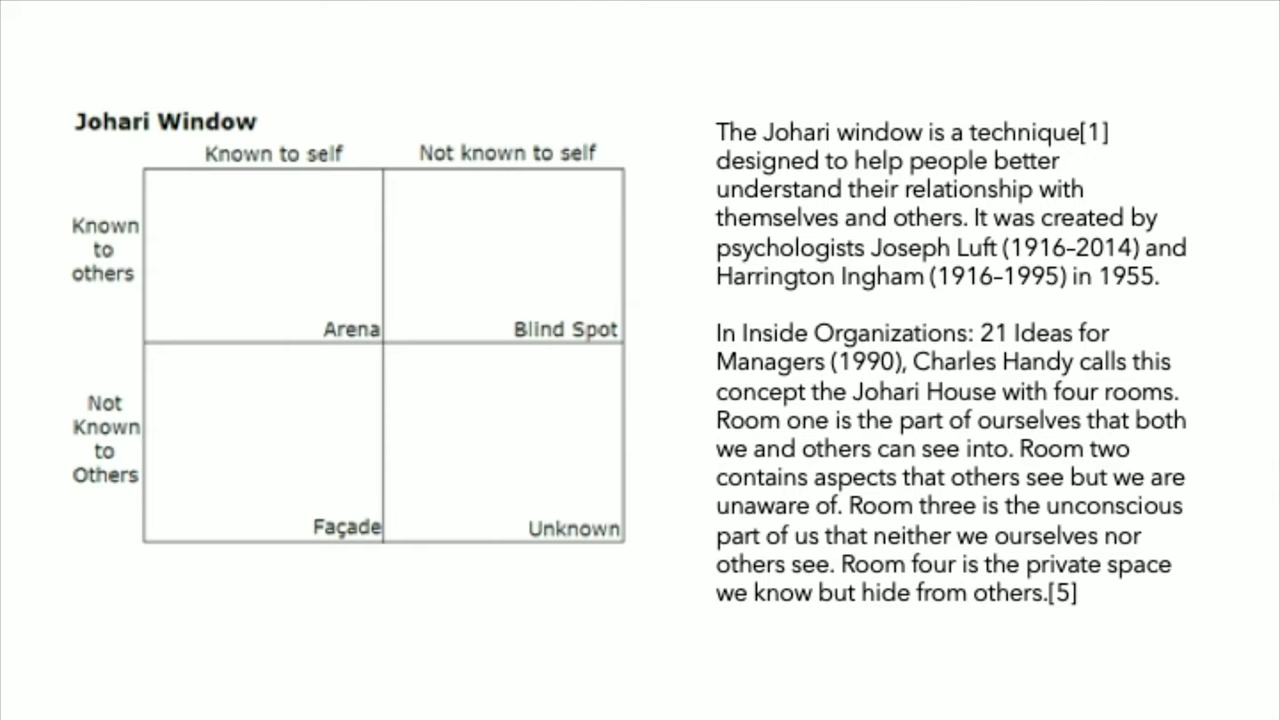 Johari Window
Known to self
Not known to self
Known
to
others
Arena
Blind Spot
Not
Known
to
Others
Façade
Unknown
The Johari window is a technique[1]
designed to help people better
understand their relationship with
themselves and others. It was created by
psychologists Joseph Luft (1916–2014) and
Harrington Ingham (1916–1995) in 1955.
In Inside Organizations: 21 Ideas for
Managers (1990), Charles Handy calls this
concept the Johari House with four rooms.
Room one is the part of ourselves that both
we and others can see into. Room two
contains aspects that others see but we are
unaware of. Room three is the unconscious
part of us that neither we ourselves nor
others see. Room four is the private space
we know but hide from others.[5]